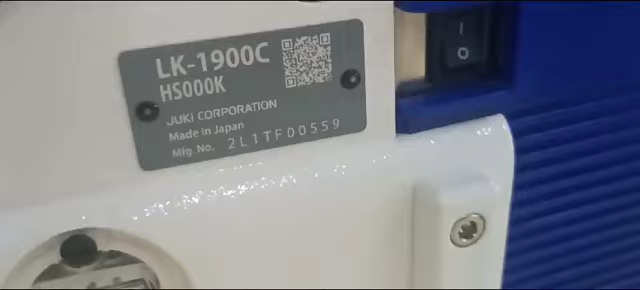 LK-1900C
HS000K
JUKI CORPORATION
Made in Japan
Mfg. No. 2L1TF00559